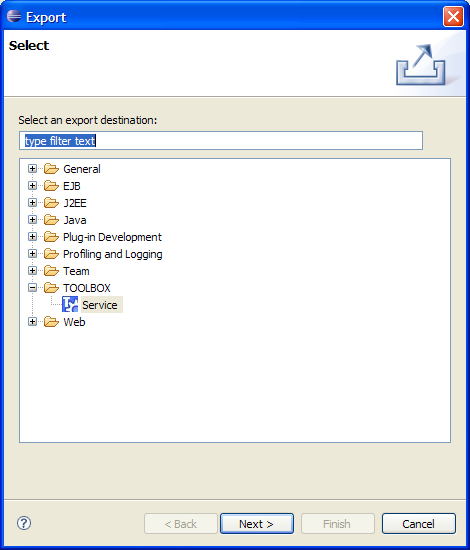 Export
Select
Select an export destination:
type filter text
General
EJB
J2EE
Java
Plug-in Development
Profiling and Logging
Team
TOOLBOX
Service
Web
< Back
Next >
Finish
Cancel